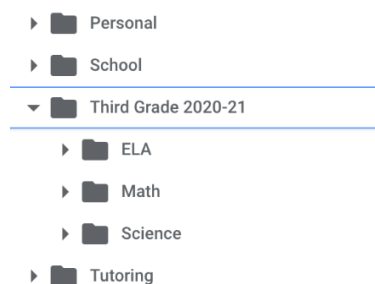 Personal
School
Third Grade 2020-21
ELA
Math
Science
Tutoring